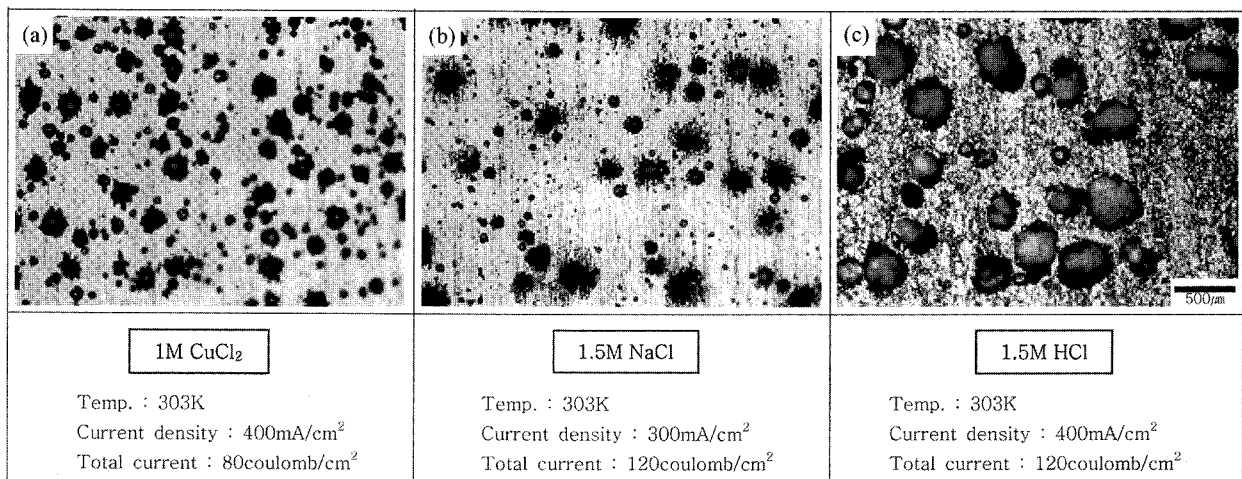 (a)
(b)
(c)
500㎛
1M CuCl₂
1.5M NaCl
1.5M HCl
Temp. : 303K
Current density : 400mA/cm²
Total current : 80coulomb/cm²
Temp. : 303K
Current density : 300mA/cm²
Total current : 120coulomb/cm²
Temp. : 303K
Current density : 400mA/cm²
Total current : 120coulomb/cm²